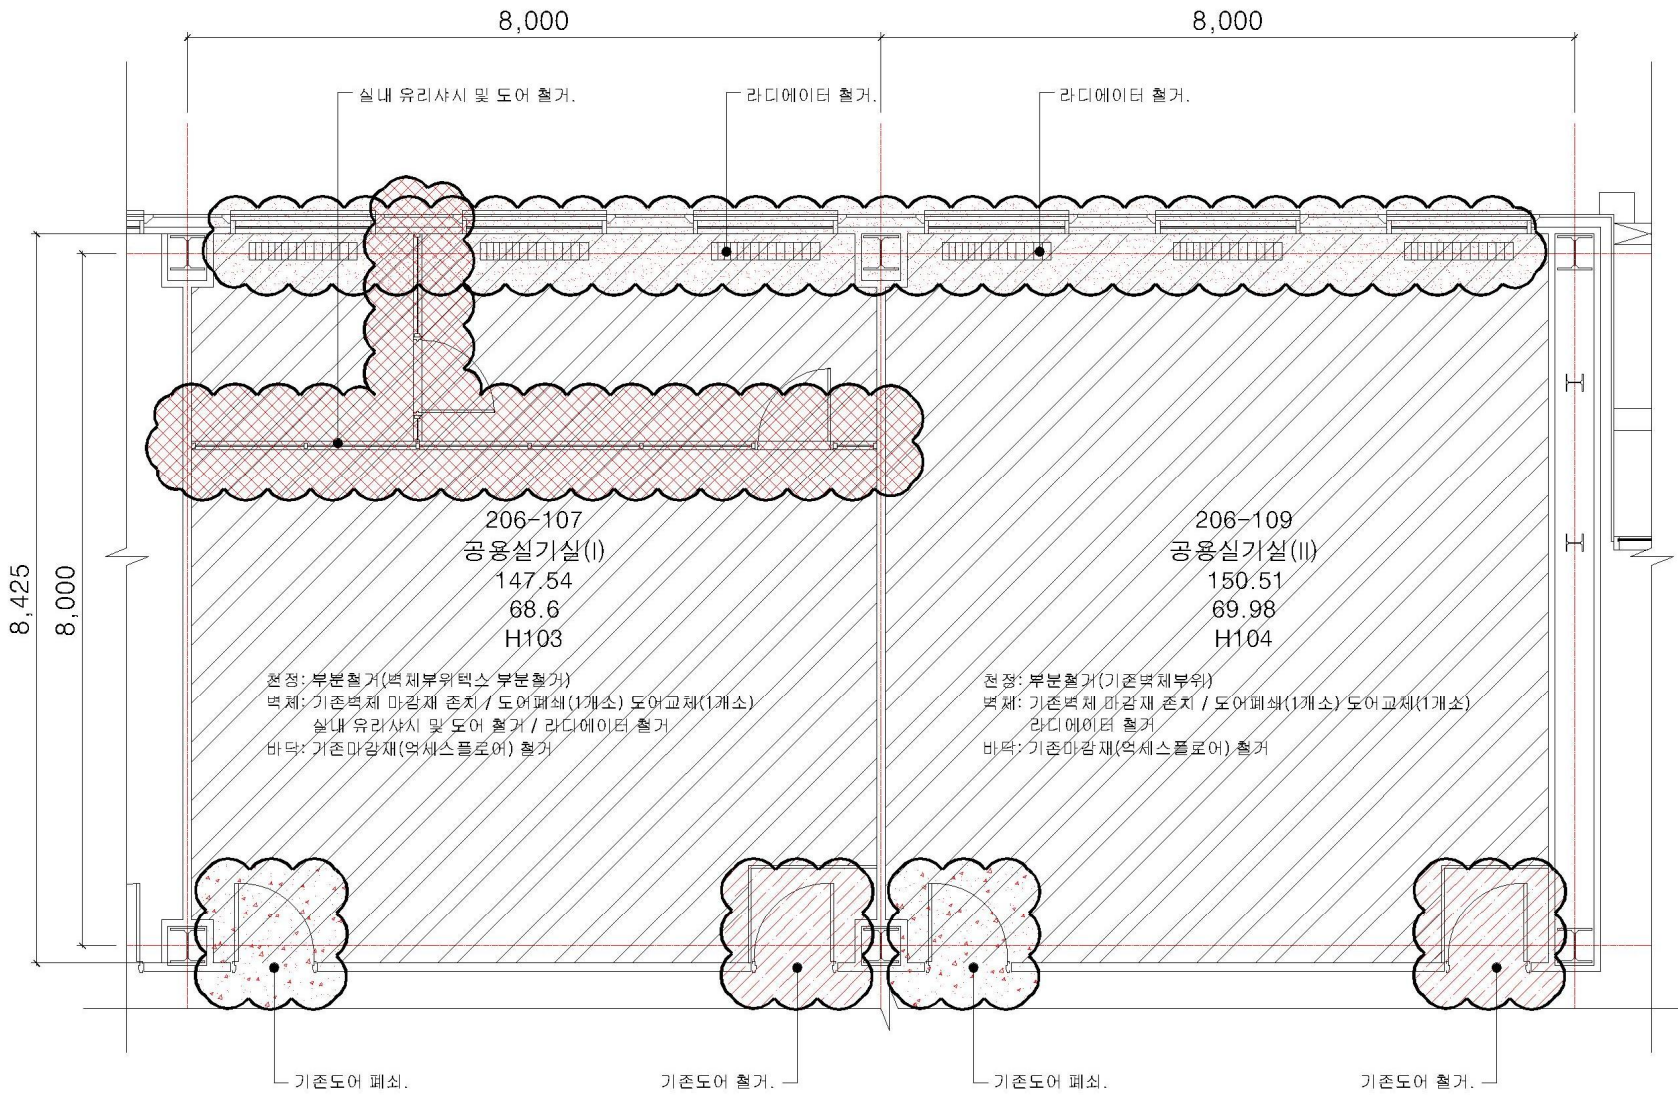 8,000
8,000
실내 유리샤시 및 도어 철거.
라디에이터 철거.
라디에이터 철거.
8,425
8,000
206-107
공용실기실(I)
147.54
68.6
H103
천정: 부분철거(벽체부위텍스 부분철거)
벽체: 기존벽체 마감재 존치 / 도어폐쇄(1개소) 도어교체(1개소)
실내 유리샤시 및 도어 철거 / 라디에이터 철거
바닥: 기존마감재(억세스플로어) 철거
206-109
공용실기실(II)
150.51
69.98
H104
천정: 부분철거(기존벽체부위)
벽체: 기존벽체 마감재 존치 / 도어폐쇄(1개소) 도어교체(1개소)
라디에이터 철거
바닥: 기존마감재(억세스플로어) 철거
기존도어 폐쇠.
기존도어 철거.
기존도어 폐쇠.
기존도어 철거.